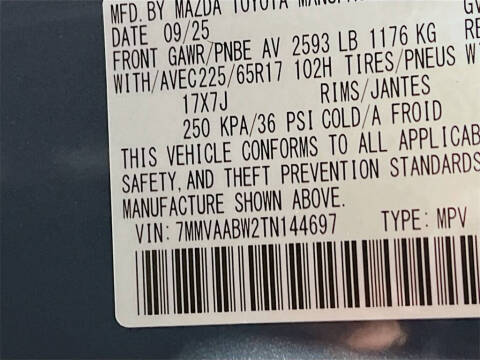 MFD. BY MAZDA TOYOTA
DATE 09/25
FRONT GAWR/PNBE AV 2593 LB 1176 KG
WITH/AVEC 225/65R17 102H TIRES/PNEUS
17X7J RIMS/JANTES
250 KPA/36 PSI COLD/A FROID
THIS VEHICLE CONFORMS TO ALL
SAFETY, AND THEFT PREVENTION STANDARDS
MANUFACTURE SHOWN ABOVE.
VIN: 7MMVAABW2TN144697 TYPE: MPV